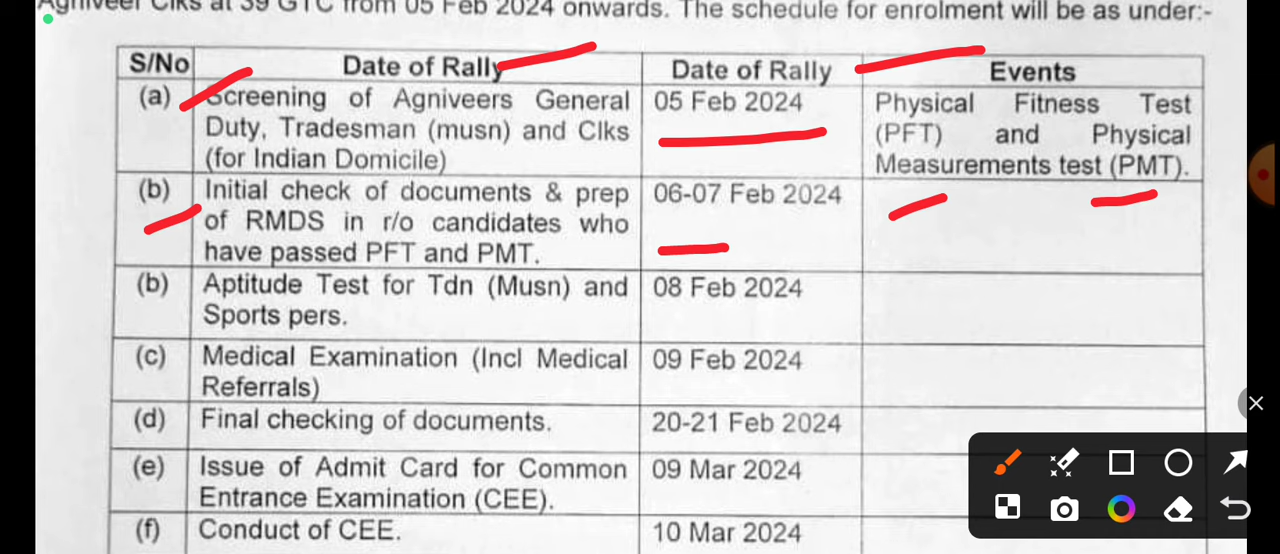 Agniveer Clks at 39 GTC from 05 Feb 2024 onwards. The schedule for enrolment will be as under:-
S/No Date of Rally Date of Rally Events
(a) Screening of Agniveers General 05 Feb 2024 Physical Fitness Test
Duty, Tradesman (musn) and Clks (PFT) and Physical
(for Indian Domicile) Measurements test (PMT).
(b) Initial check of documents & prep 06-07 Feb 2024
of RMDS in r/o candidates who
have passed PFT and PMT.
(b) Aptitude Test for Tdn (Musn) and 08 Feb 2024
Sports pers.
(c) Medical Examination (Incl Medical 09 Feb 2024
Referrals)
(d) Final checking of documents. 20-21 Feb 2024
(e) Issue of Admit Card for Common 09 Mar 2024
Entrance Examination (CEE).
(f) Conduct of CEE. 10 Mar 2024